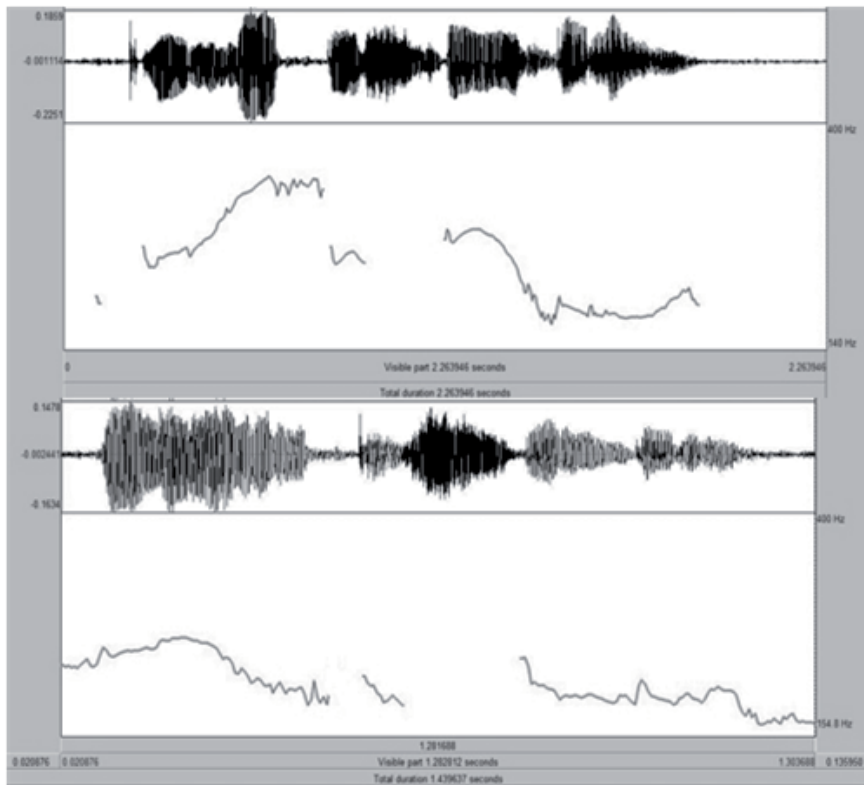 0.1859
-0.001114
-0.2251
400 Hz
140 Hz
0 Visible part 2.263946 seconds 2.263946
Total duration 2.263946 seconds
0.1478
-0.002441
-0.1634
400 Hz
154.8 Hz
1.281688
0.020876 0.020876 Visible part 1.282812 seconds 1.303688 0.135950
Total duration 1.439637 seconds